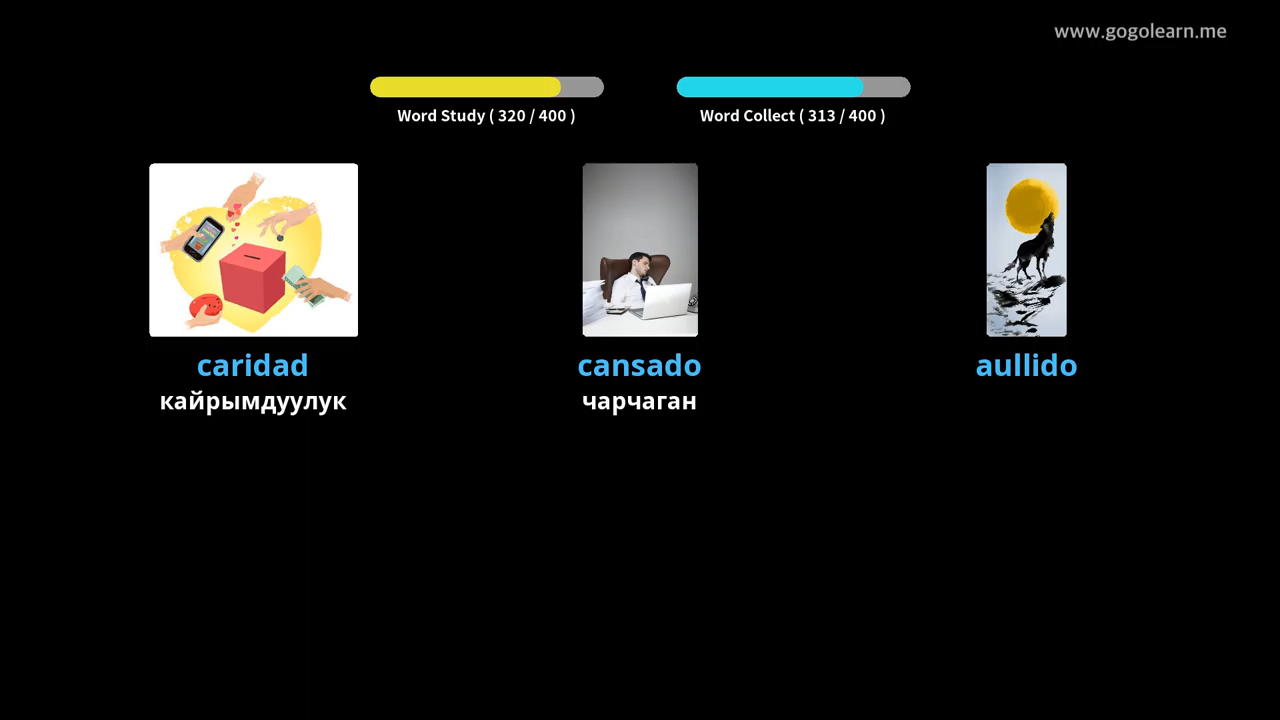 www.gogolearn.me
Word Study ( 320 / 400 )
Word Collect ( 313 / 400 )
caridad
кайрымдуулук
cansado
чарчаган
aullido